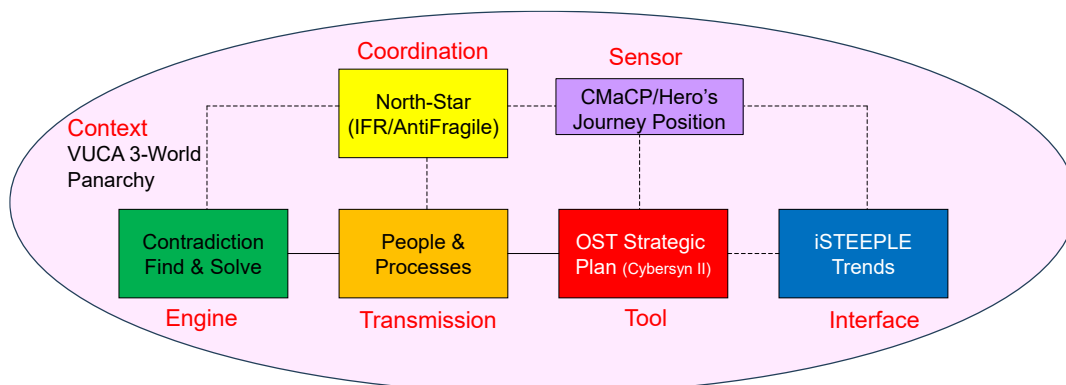 Coordination
Sensor
North-Star
(IFR/AntiFragile)
CMaCP/Hero's
Journey Position
Context
VUCA 3-World
Panarchy
Contradiction
Find & Solve
People &
Processes
OST Strategic
Plan (Cybersyn II)
iSTEEPLE
Trends
Engine
Transmission
Tool
Interface